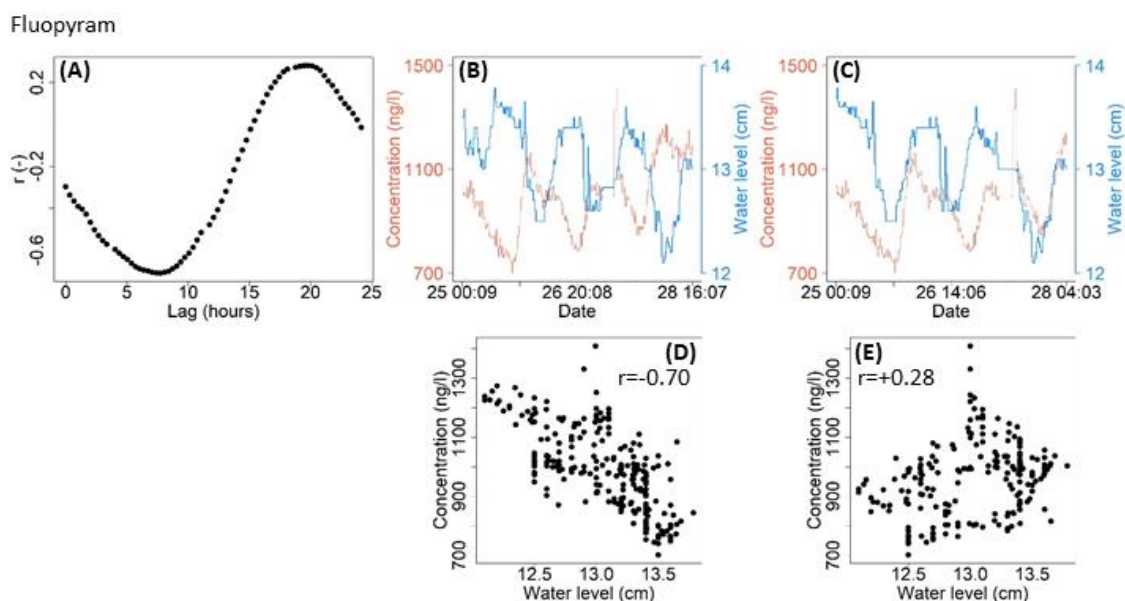 Fluopyram
(A)
r (-)
0.2
-0.2
-0.6
0 5 10 15 20 25
Lag (hours)
(B)
Concentration (ng/l)
1500
1100
700
Water level (cm)
14
13
12
25 00:09 26 20:08 28 16:07
Date
(C)
Concentration (ng/l)
1500
1100
700
Water level (cm)
14
13
12
25 00:09 26 14:06 28 04:03
Date
(D)
r=-0.70
Concentration (ng/l)
1300
1100
900
700
12.5 13.0 13.5
Water level (cm)
(E)
r=+0.28
Concentration (ng/l)
1300
1100
900
700
12.5 13.0 13.5
Water level (cm)